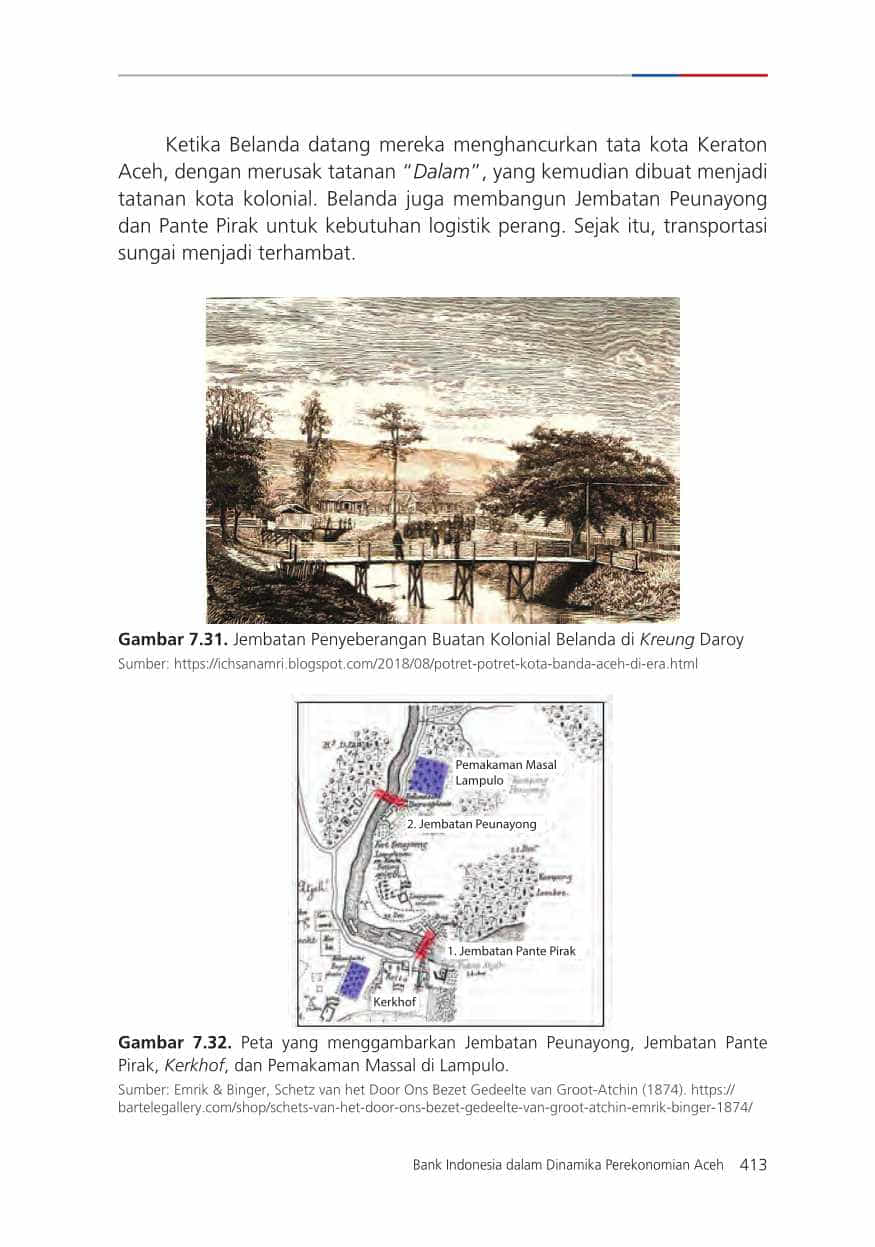 Ketika Belanda datang mereka menghancurkan tata kota Keraton
Aceh, dengan merusak tatanan “Dalam”, yang kemudian dibuat menjadi
tatanan kota kolonial. Belanda juga membangun Jembatan Peunayong
dan Pante Pirak untuk kebutuhan logistik perang. Sejak itu, transportasi
sungai menjadi terhambat.
Gambar 7.31. Jembatan Penyeberangan Buatan Kolonial Belanda di Kreung Daroy
Sumber: https://ichsanamri.blogspot.com/2018/08/potret-potret-kota-banda-aceh-di-era.html
Pemakaman Masal
Lampulo
2. Jembatan Peunayong
Kampong
1. Jembatan Pante Pirak
Kerkhof
Gambar 7.32. Peta yang menggambarkan Jembatan Peunayong, Jembatan Pante
Pirak, Kerkhof, dan Pemakaman Massal di Lampulo.
Sumber: Emrik & Binger, Schetz van het Door Ons Bezet Gedeelte van Groot-Atchin (1874). https://
bartelegallery.com/shop/schets-van-het-door-ons-bezet-gedeelte-van-groot-atchin-emrik-binger-1874/
Bank Indonesia dalam Dinamika Perekonomian Aceh 413